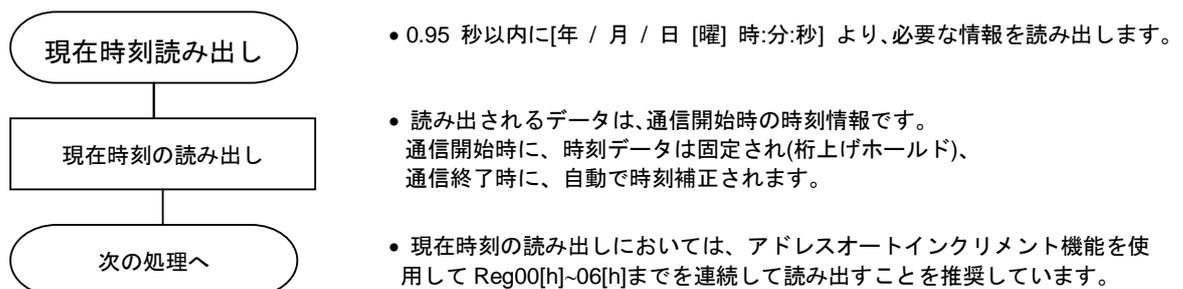 現在時刻読み出し
現在時刻の読み出し
次の処理へ
• 0.95 秒以内に[年 / 月 / 日 [曜] 時:分:秒] より、必要な情報を読み出します。
• 読み出されるデータは、通信開始時の時刻情報です。
通信開始時に、時刻データは固定され(桁上げホールド)、
通信終了時に、自動で時刻補正されます。
• 現在時刻の読み出しにおいては、アドレスオートインクリメント機能を使
用して Reg00[h]~06[h]までを連続して読み出すことを推奨しています。